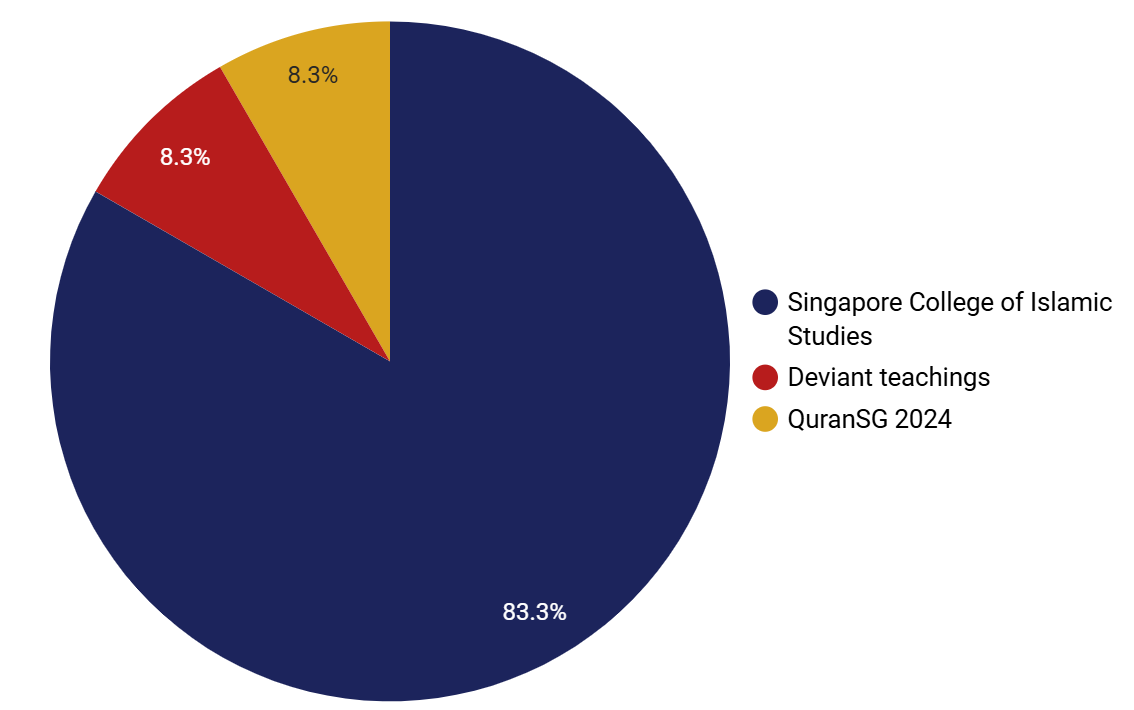 8.3%
8.3%
83.3%
Singapore College of Islamic
Studies
Deviant teachings
QuranSG 2024